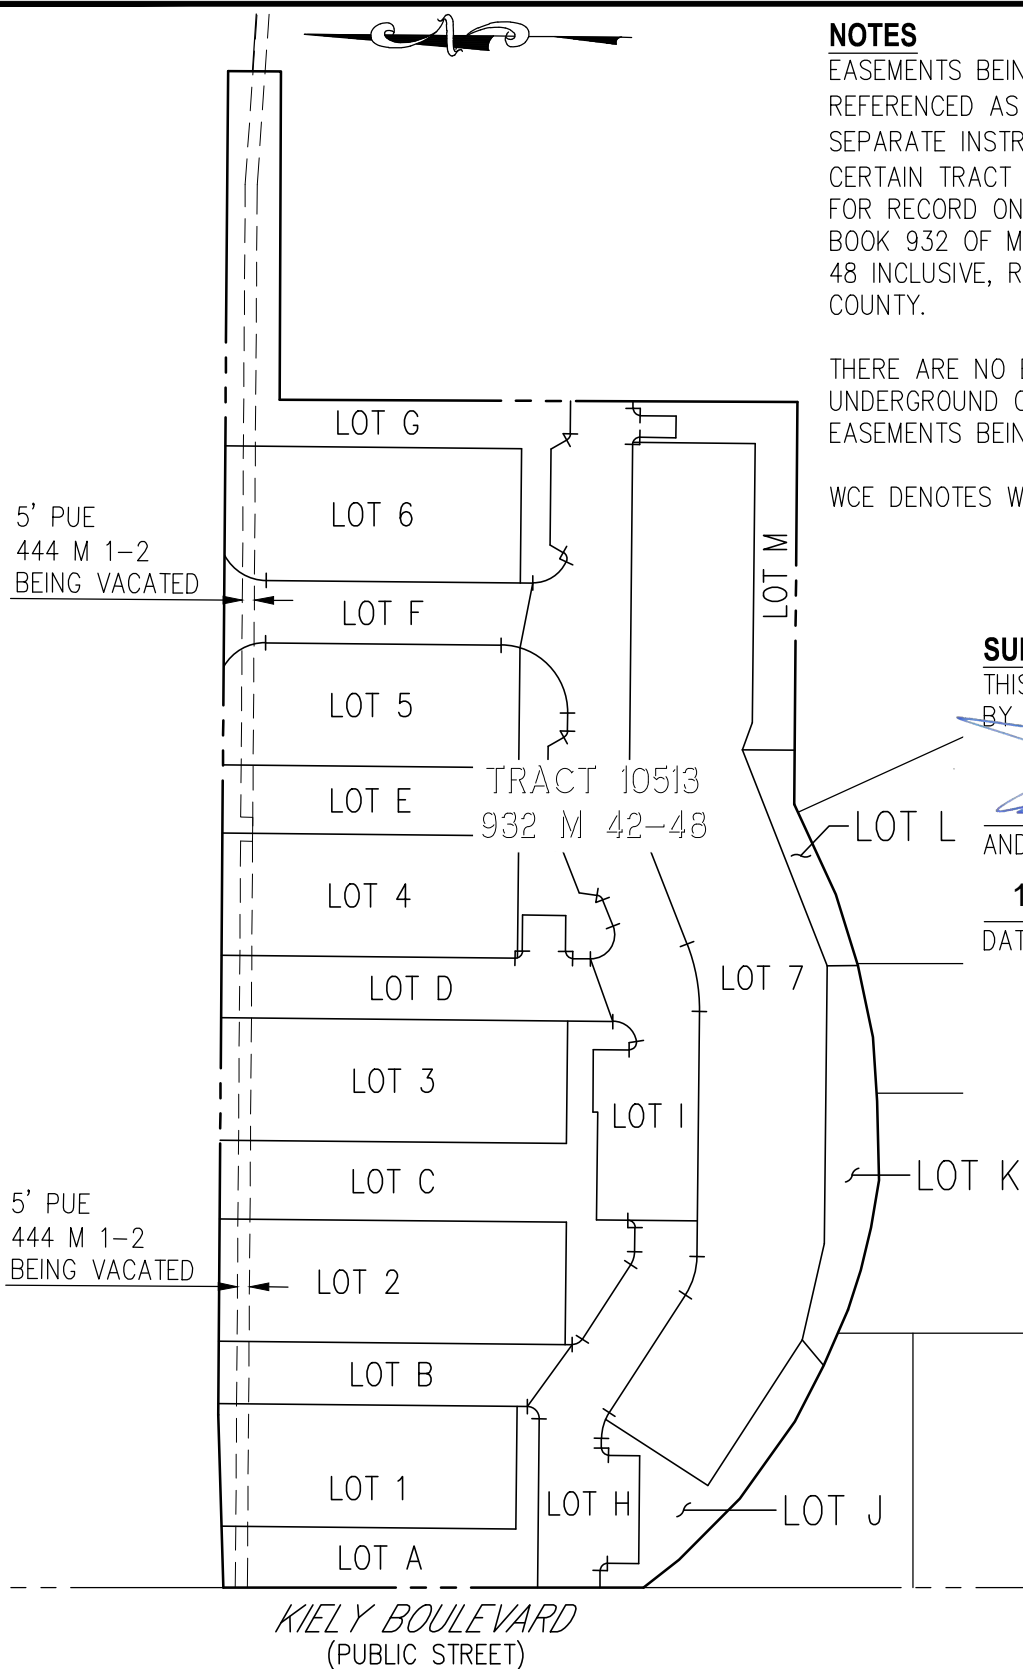 NOTES
EASEMENTS BEIN
REFERENCED AS
SEPARATE INSTR
CERTAIN TRACT
FOR RECORD ON
BOOK 932 OF M
48 INCLUSIVE, R
COUNTY.
THERE ARE NO
UNDERGROUND
EASEMENTS BEIN
WCE DENOTES W
LOT G
LOT 6
5' PUE
444 M 1-2
BEING VACATED
LOT M
LOT F
LOT 5
THIS
BY
TRACT 10513
932 M 42-48
LOT E
LOT L
AND
LOT 4
1
DAT
LOT D
LOT 7
LOT 3
LOT I
LOT C
LOT K
5' PUE
444 M 1-2
BEING VACATED
LOT 2
LOT B
LOT 1
LOT H
LOT J
LOT A
KIELY BOULEVARD
(PUBLIC STREET)